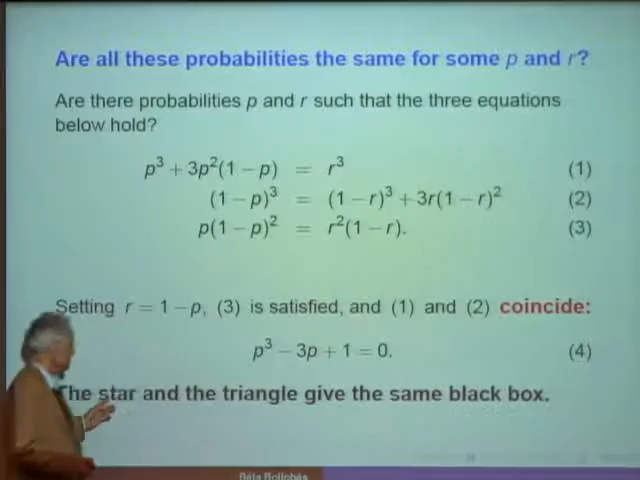 Are all these probabilities the same for some p and r?
Are there probabilities p and r such that the three equations
below hold?
p³ + 3p²(1 − p) = r³ (1)
(1 − p)³ = (1 − r)³ + 3r(1 − r)² (2)
p(1 − p)² = r²(1 − r). (3)
Setting r = 1 − p, (3) is satisfied, and (1) and (2) coincide:
p³ − 3p + 1 = 0. (4)
The star and the triangle give the same black box.
Béla Bollobás